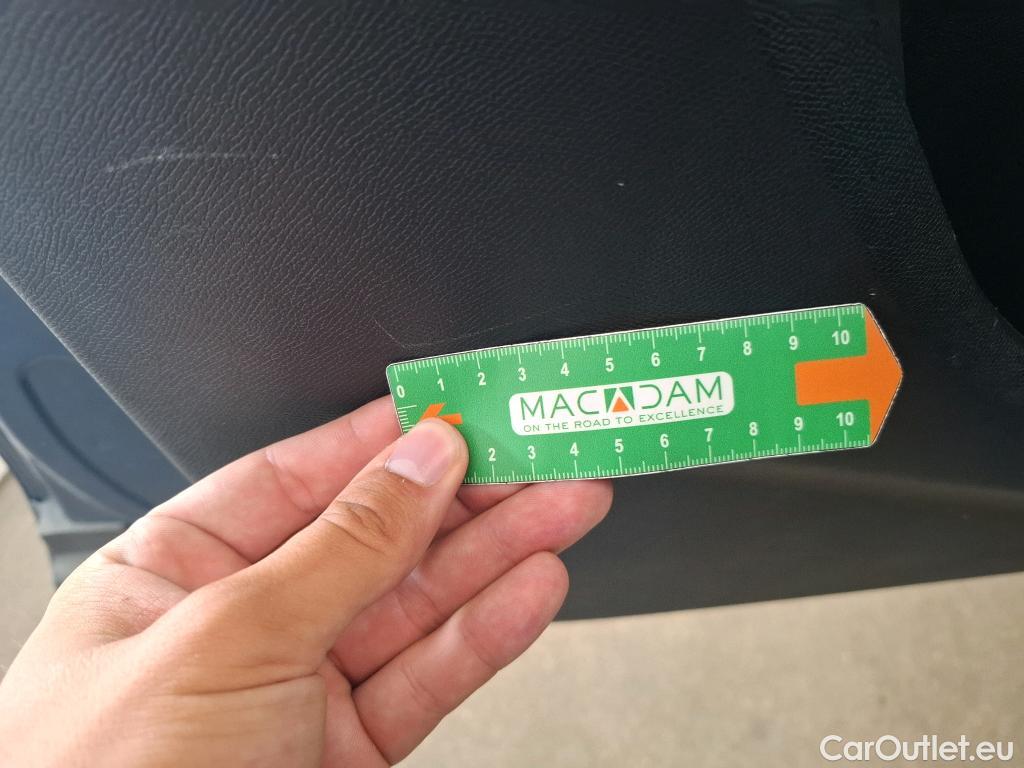 0 1 2 3 4 5 6 7 8 9 10
MACADAM
ON THE ROAD TO EXCELLENCE
2 3 4 5 6 7 8 9 10
CarOutlet.eu